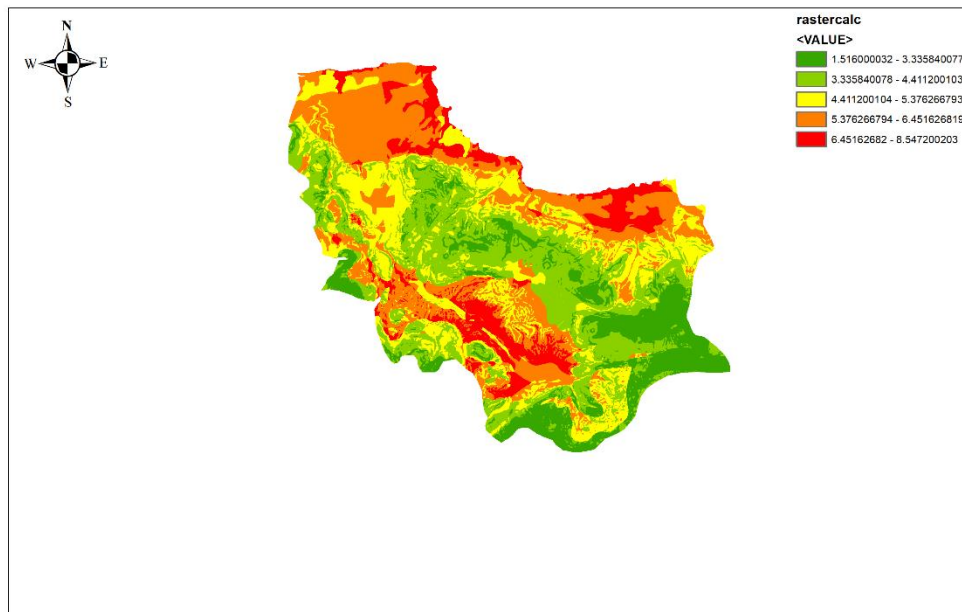 N
W E
S
rastercalc
<VALUE>
1.516000032 - 3.335840077
3.335840078 - 4.411200103
4.411200104 - 5.376266793
5.376266794 - 6.451626819
6.45162682 - 8.547200203